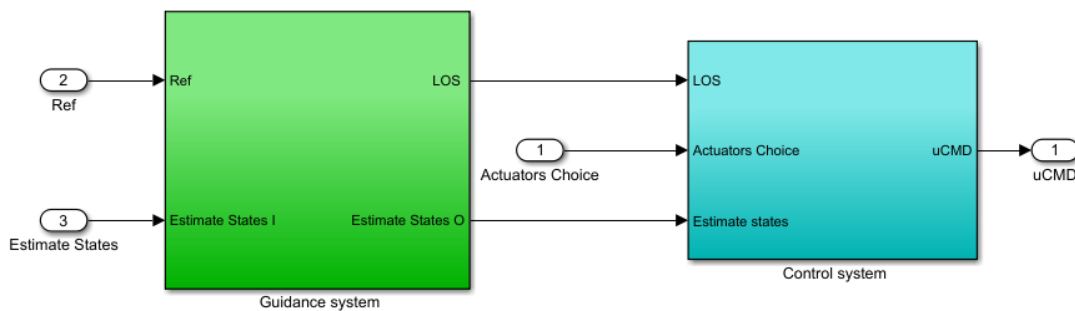 2
Ref
3
Estimate States
Ref
LOS
Estimate States I
Estimate States O
Guidance system
1
Actuators Choice
LOS
Actuators Choice
uCMD
Estimate states
Control system
1
uCMD